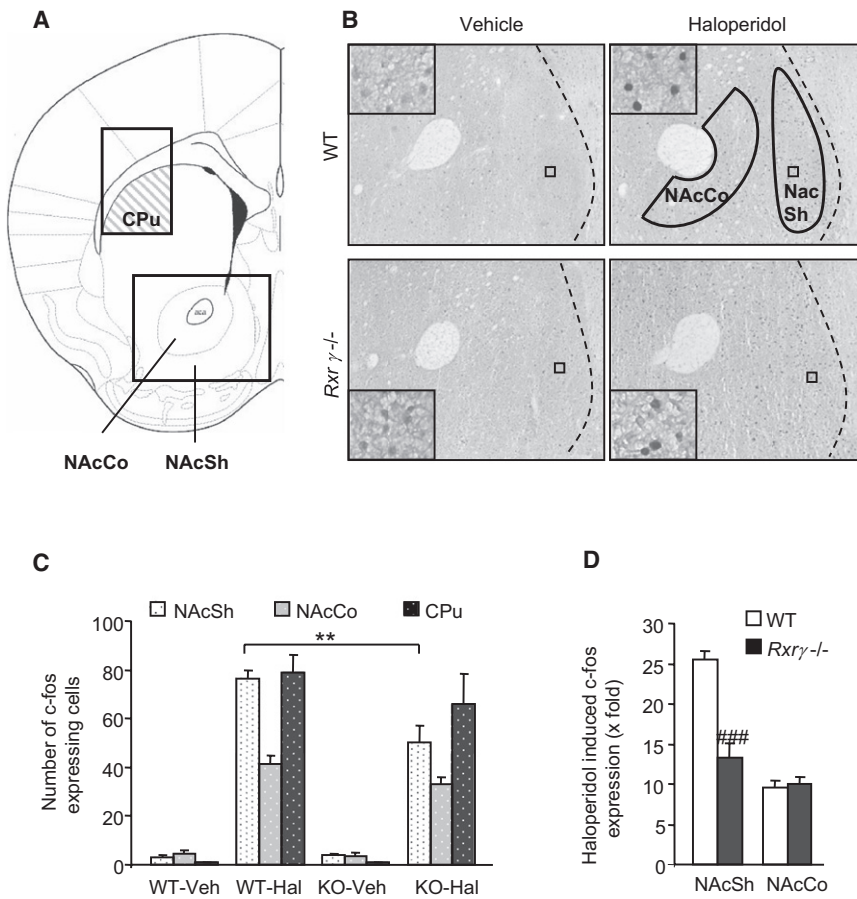 A
CPu
NAcCo
NAcSh
B
Vehicle
Haloperidol
WT
NAcCo
Nac
Sh
Rxr γ -/-
C
NAcSh
NAcCo
CPu
Number of c-fos
expressing cells
100
80
60
40
20
0
**
WT-Veh
WT-Hal
KO-Veh
KO-Hal
D
WT
Rxrγ -/-
Haloperidol induced c-fos
expression (x fold)
30
25
20
15
10
5
0
###
NAcSh
NAcCo